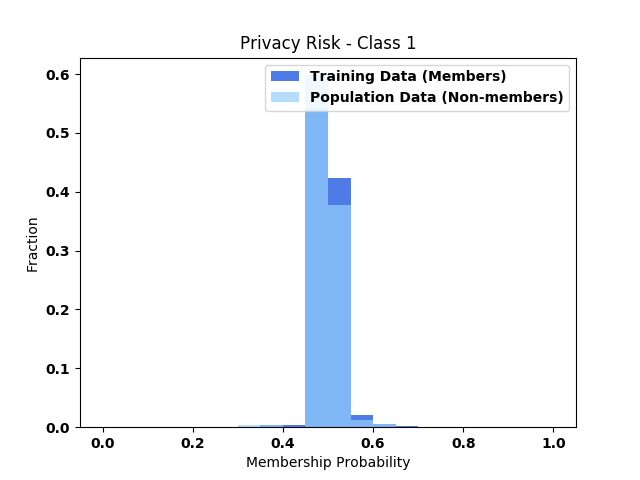 Privacy Risk - Class 1
Training Data (Members)
Population Data (Non-members)
0.6
0.5
0.4
0.3
0.2
0.1
0.0
Fraction
0.0 0.2 0.4 0.6 0.8 1.0
Membership Probability